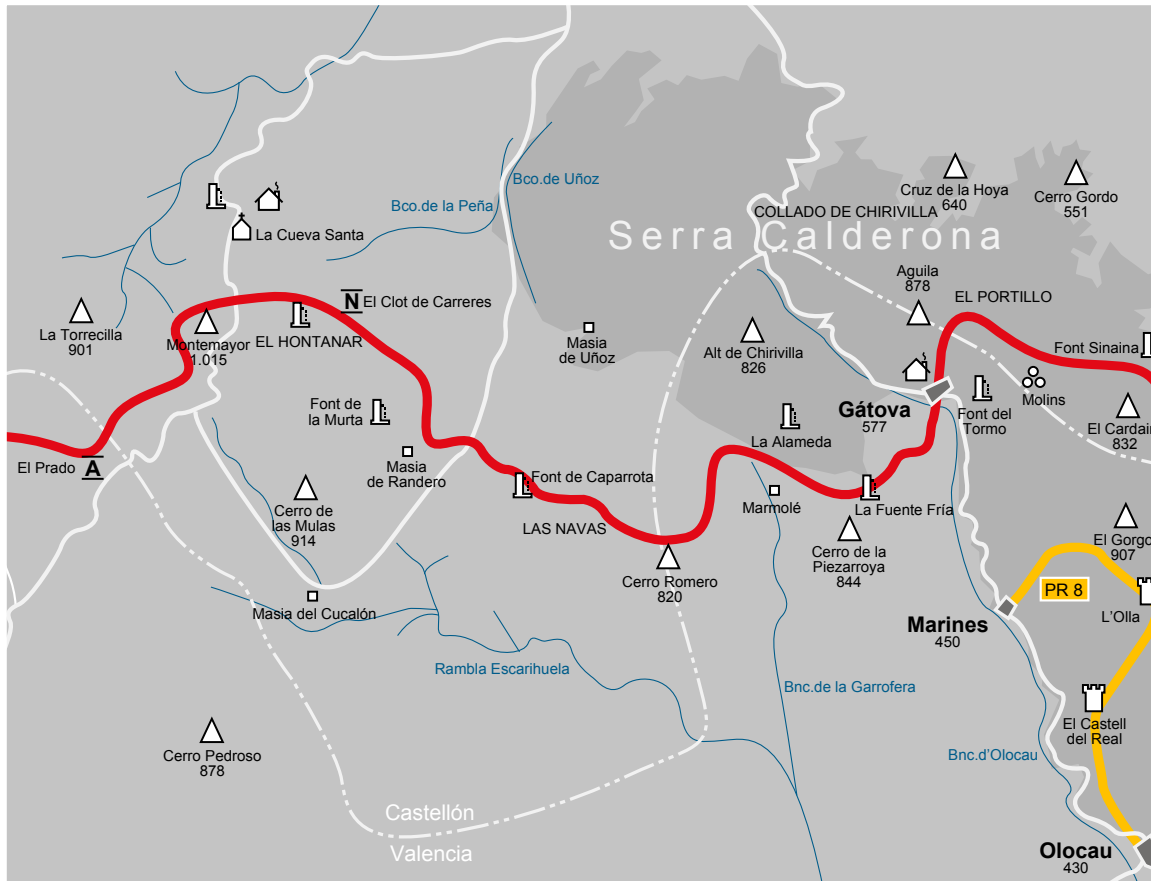 Bco.de Uñoz
Bco.de la Peña
La Cueva Santa
Cruz de la Hoya
640
Cerro Gordo
551
COLLADO DE CHIRIVILLA
Serra Calderona
Aguila
878
EL PORTILLO
N
El Clot de Carreres
La Torrecilla
901
Montemayor
1.015
EL HONTANAR
Masia
de Uñoz
Alt de Chirivilla
826
Font Sinaina
Gátova
577
Font del
Tormo
Molins
El Cardain
832
Font de
la Murta
La Alameda
Masia
de Randero
El Prado
A
Font de Caparrota
Cerro de
las Mulas
914
LAS NAVAS
Marmolé
La Fuente Fría
Cerro de la
Piezarroya
844
El Gorgo
907
Cerro Romero
820
PR 8
L'Olla
Masia del Cucalón
Marines
450
Rambla Escarihuela
Bnc.de la Garrofera
El Castell
del Real
Cerro Pedroso
878
Bnc.d'Olocau
Castellón
Valencia
Olocau
430